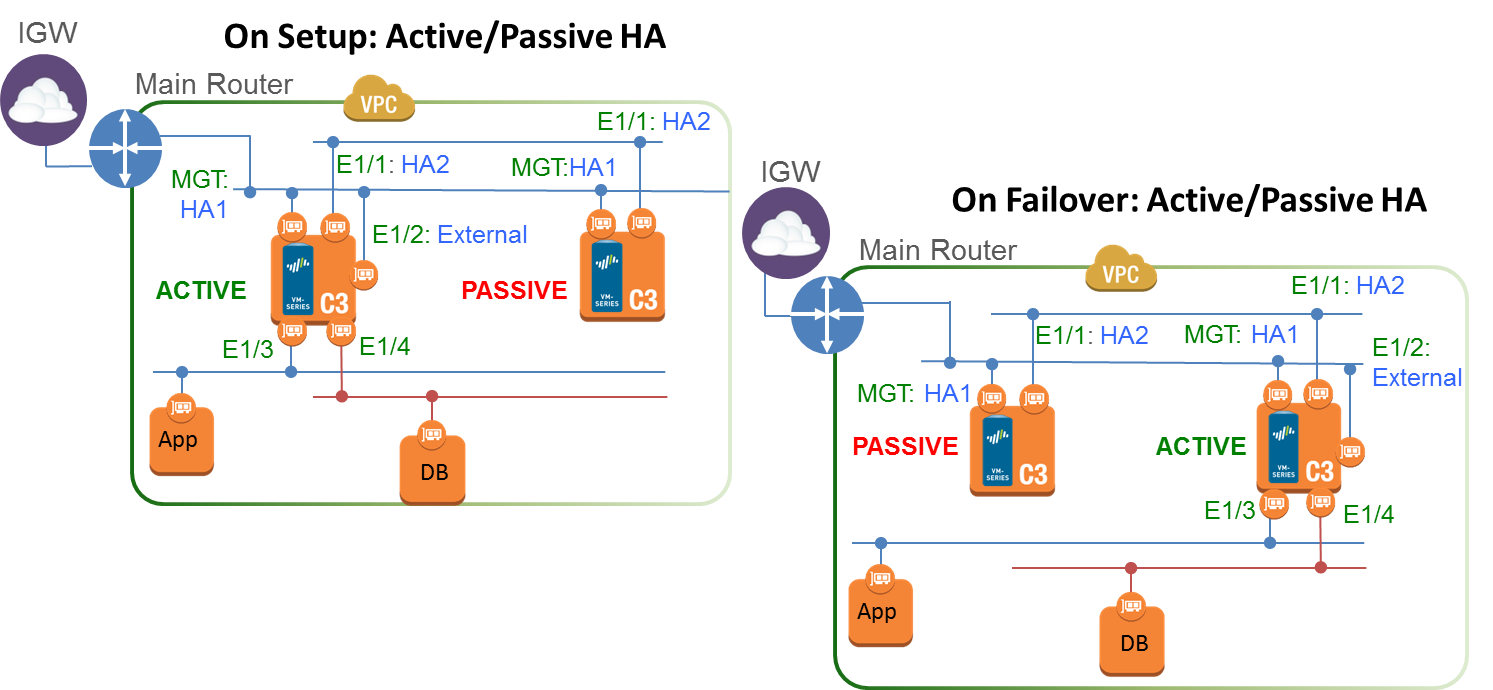 On Setup: Active/Passive HA
IGW
Main Router
VPC
E1/1: HA2
E1/1: HA2
MGT:HA1
MGT:
HA1
E1/2: External
ACTIVE
VM-
SERIES
C3
PASSIVE
VM-
SERIES
C3
E1/3
E1/4
App
DB
On Failover: Active/Passive HA
IGW
Main Router
VPC
E1/1: HA2
E1/1: HA2
MGT: HA1
E1/2:
External
MGT: HA1
PASSIVE
VM-
SERIES
C3
ACTIVE
VM-
SERIES
C3
E1/3
E1/4
App
DB